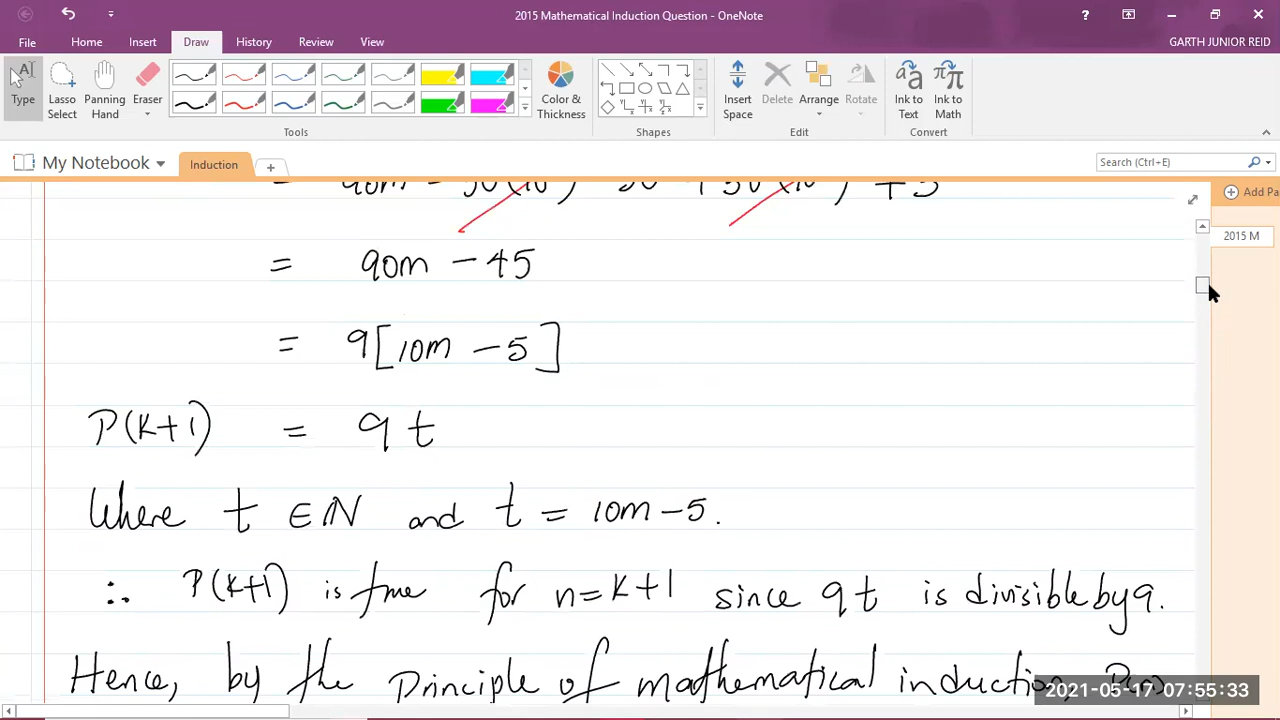 2015 Mathematical Induction Question - OneNote
File Home Insert Draw History Review View
GARTH JUNIOR REID
Type
Lasso Select
Panning Hand
Eraser
Color & Thickness
Insert Space
Delete
Arrange
Rotate
Ink to Text
Ink to Math
Tools
Shapes
Edit
Convert
My Notebook
Induction
Search (Ctrl+E)
Add Pa
2015 M
= 90m - 45
= 9[10m - 5]
P(k+1) = 9t
Where t ∈ ℕ and t = 10m - 5.
∴ P(k+1) is true for n = k+1 since 9t is divisible by 9.
Hence, by the Principle of mathematical induction,
2021-05-17 07:55:33